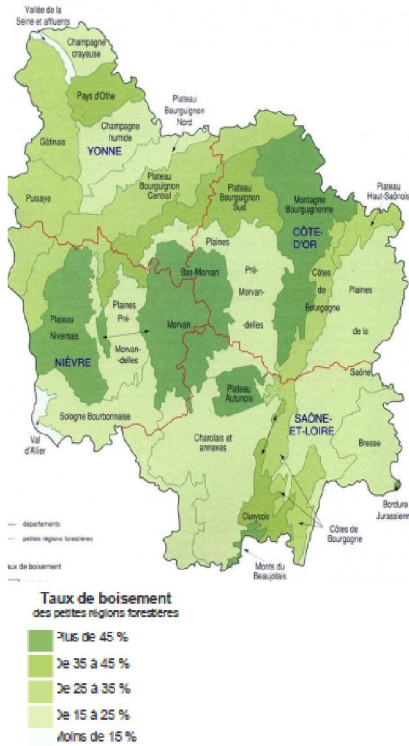 Vallée de la
Seine et affluents
Champagne
crayeuse
Pays d'Othe
Plateau
Bourguignon
Nord
Champagne
humide
Gâtinais
YONNE
Plateau
Bourguignon
Central
Puisaye
Plateau
Bourguignon
Sud
Montagne
Bourguignonne
Plateau
Haut-Saônois
CÔTE-
D'OR
Plaines
Bas-Morvan
Pré-
Morvan-
delles
Côtes
de
Bourgogne
Plaines
de la
Saône
Plateau
Nivernais
Plaines
Pré
Morvan-
delles
Morvan
NIÈVRE
Plateau
Autunois
Sologne Bourbonnaise
Val
d'Allier
SAÔNE-
ET-LOIRE
Charolais et
annexes
Bresse
Clunysois
Bordure
Jurassienne
Côtes de
Bourgogne
Monts du
Beaujolais
départements
petites régions forestières
aux de boisement
Taux de boisement
des petites régions forestières
Plus de 45 %
De 35 à 45 %
De 25 à 35 %
De 15 à 25 %
Moins de 15 %